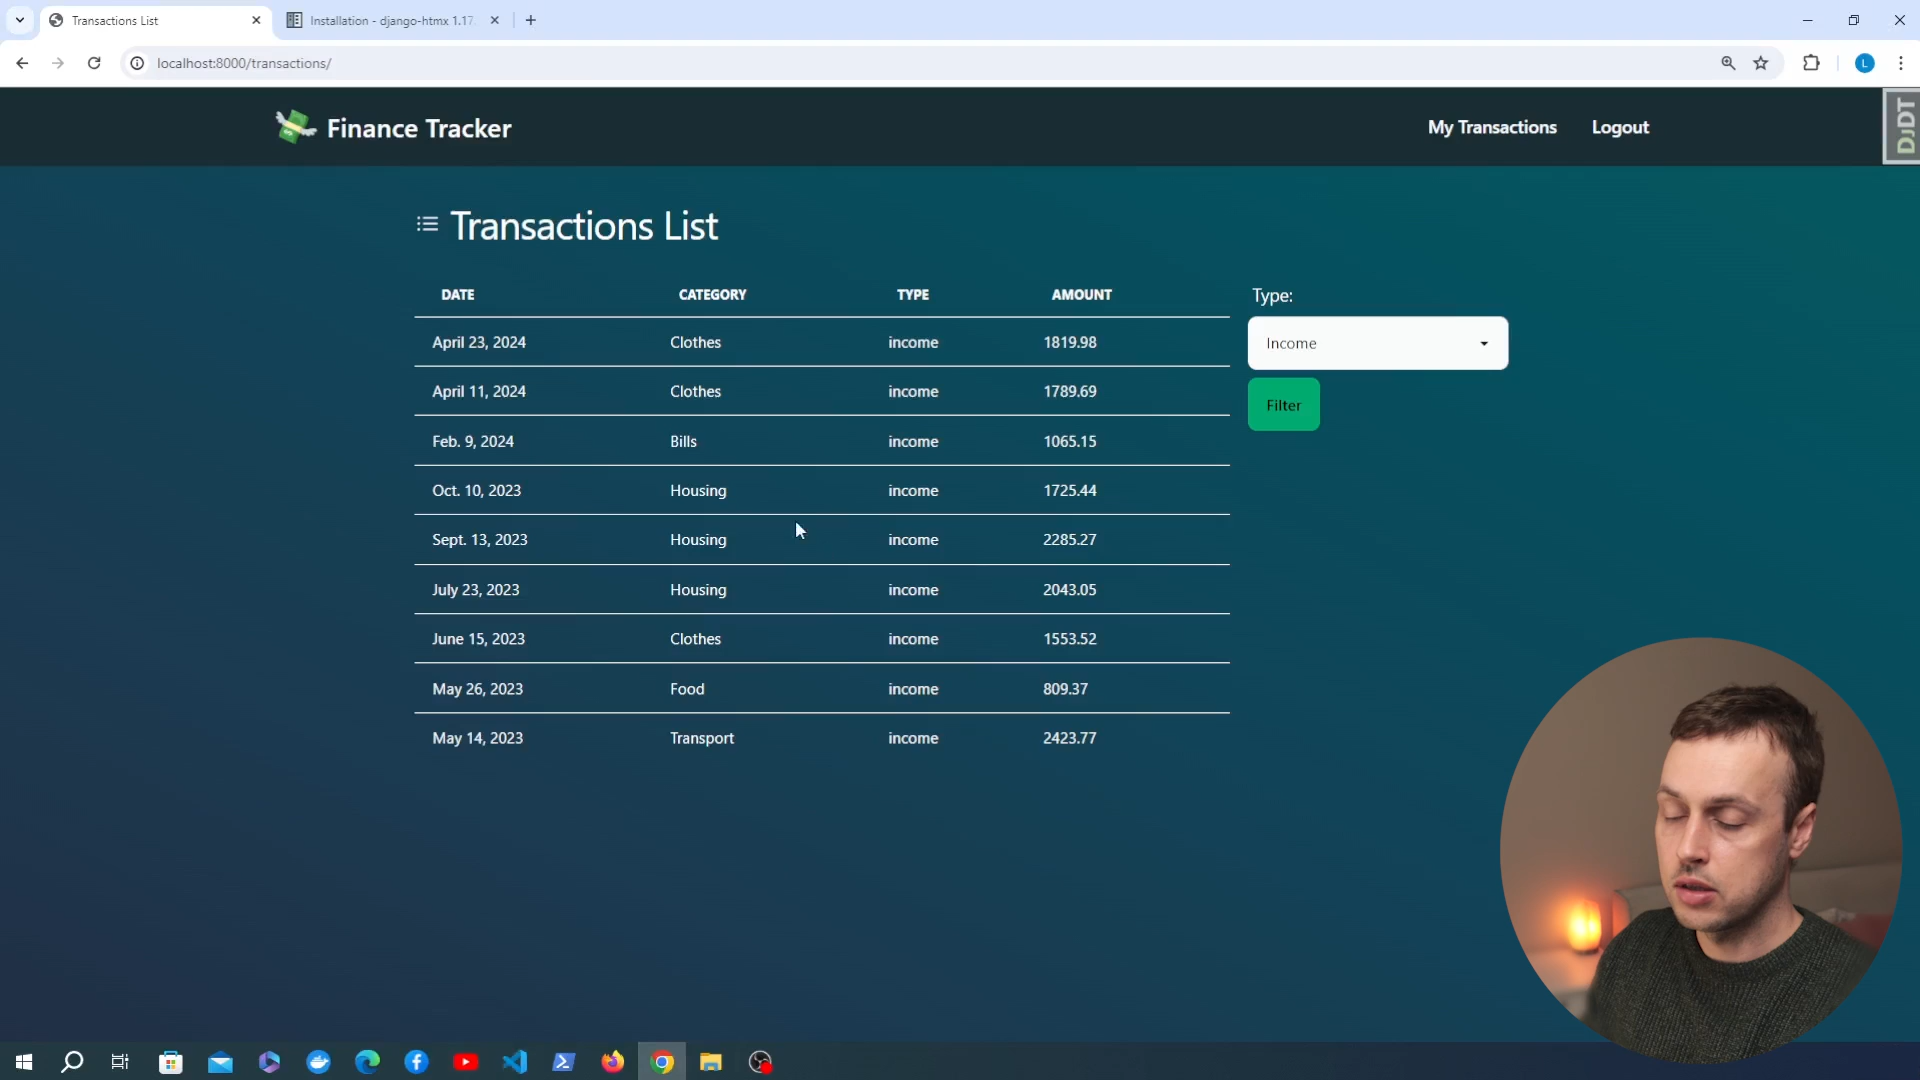 Transactions List
Installation - django-htmx 1.17.
localhost:8000/transactions/
L
Finance Tracker
My Transactions
Logout
DJDT
Transactions List
DATE CATEGORY TYPE AMOUNT
Type:
April 23, 2024 Clothes income 1819.98
Income
April 11, 2024 Clothes income 1789.69
Filter
Feb. 9, 2024 Bills income 1065.15
Oct. 10, 2023 Housing income 1725.44
Sept. 13, 2023 Housing income 2285.27
July 23, 2023 Housing income 2043.05
June 15, 2023 Clothes income 1553.52
May 26, 2023 Food income 809.37
May 14, 2023 Transport income 2423.77